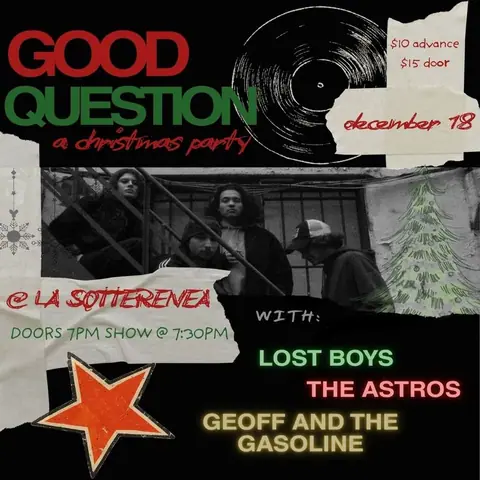 GOOD
QUESTION
a christmas party
$10 advance
$15 door
december 18
@ LA SOTTERENEA
DOORS 7PM SHOW @ 7:30PM
WITH:
LOST BOYS
THE ASTROS
GEOFF AND THE
GASOLINE